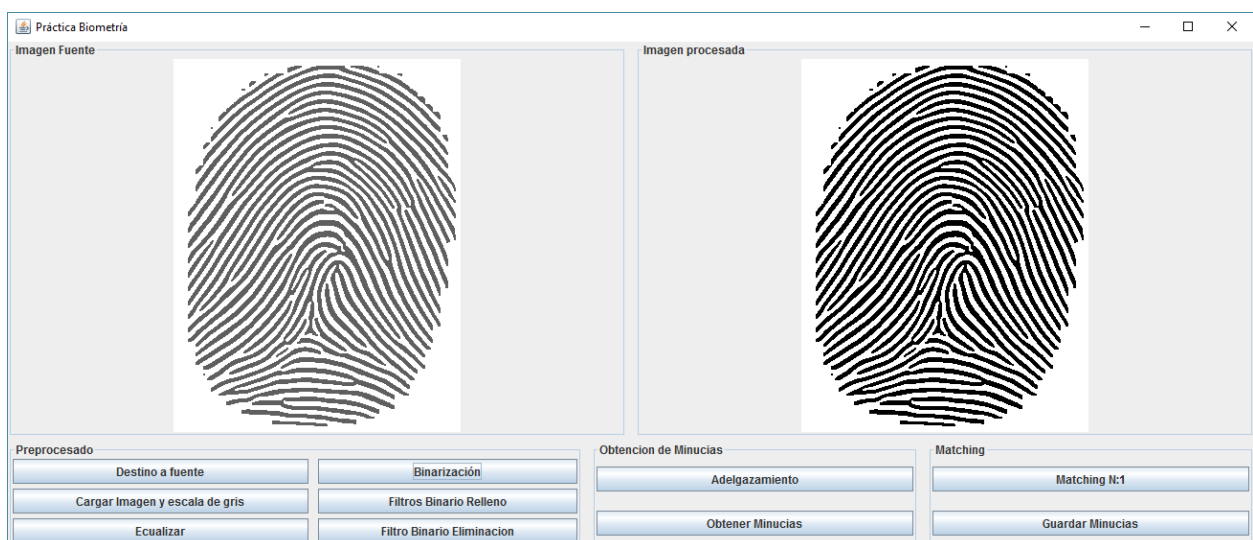 Práctica Biometría
Imagen Fuente
Imagen procesada
Preprocesado
Destino a fuente
Binarización
Cargar Imagen y escala de gris
Filtros Binario Relleno
Ecualizar
Filtro Binario Eliminacion
Obtencion de Minucias
Adelgazamiento
Obtener Minucias
Matching
Matching N:1
Guardar Minucias